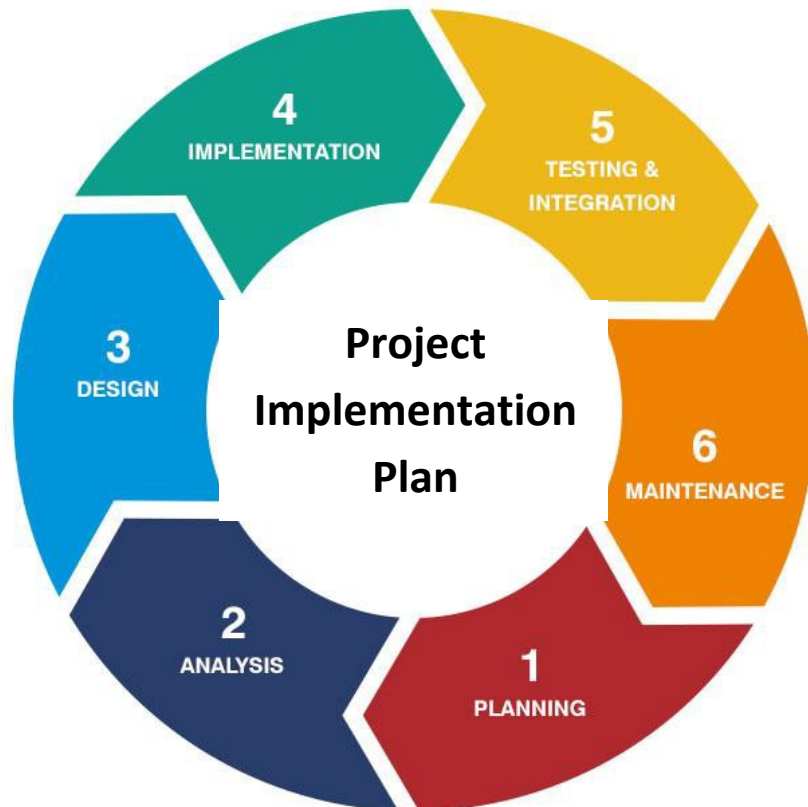 Project
Implementation
Plan
1
PLANNING
2
ANALYSIS
3
DESIGN
4
IMPLEMENTATION
5
TESTING &
INTEGRATION
6
MAINTENANCE